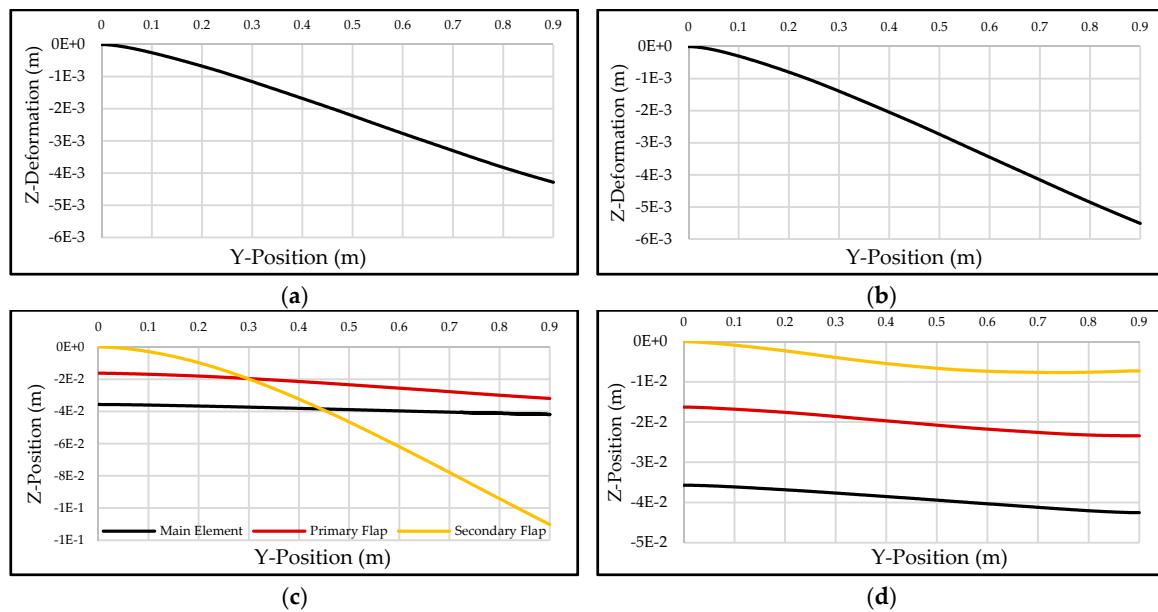 0 0.1 0.2 0.3 0.4 0.5 0.6 0.7 0.8 0.9
0E+0
-1E-3
-2E-3
-3E-3
-4E-3
-5E-3
-6E-3
Z-Deformation (m)
Y-Position (m)
(a)
0 0.1 0.2 0.3 0.4 0.5 0.6 0.7 0.8 0.9
0E+0
-1E-3
-2E-3
-3E-3
-4E-3
-5E-3
-6E-3
Z-Deformation (m)
Y-Position (m)
(b)
0 0.1 0.2 0.3 0.4 0.5 0.6 0.7 0.8 0.9
0E+0
-2E-2
-4E-2
-6E-2
-8E-2
-1E-1
-1E-1
Z-Position (m)
Main Element Primary Flap Secondary Flap
Y-Position (m)
(c)
0 0.1 0.2 0.3 0.4 0.5 0.6 0.7 0.8 0.9
0E+0
-1E-2
-2E-2
-3E-2
-4E-2
-5E-2
Z-Position (m)
Y-Position (m)
(d)